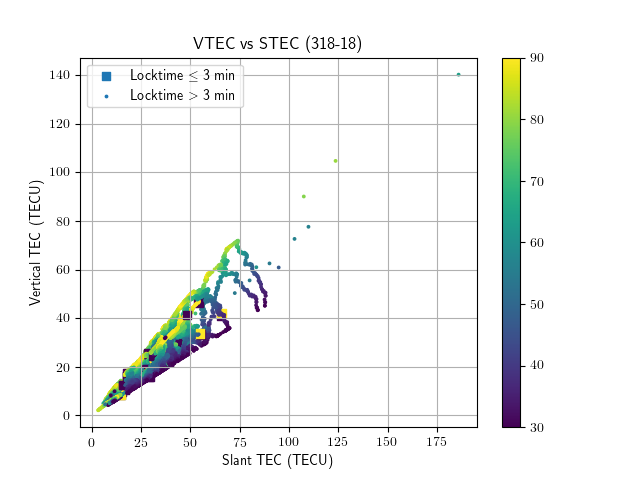 VTEC vs STEC (318-18)
Locktime ≤ 3 min
Locktime > 3 min
Vertical TEC (TECU)
140
120
100
80
60
40
20
0
0 25 50 75 100 125 150 175
Slant TEC (TECU)
90
80
70
60
50
40
30